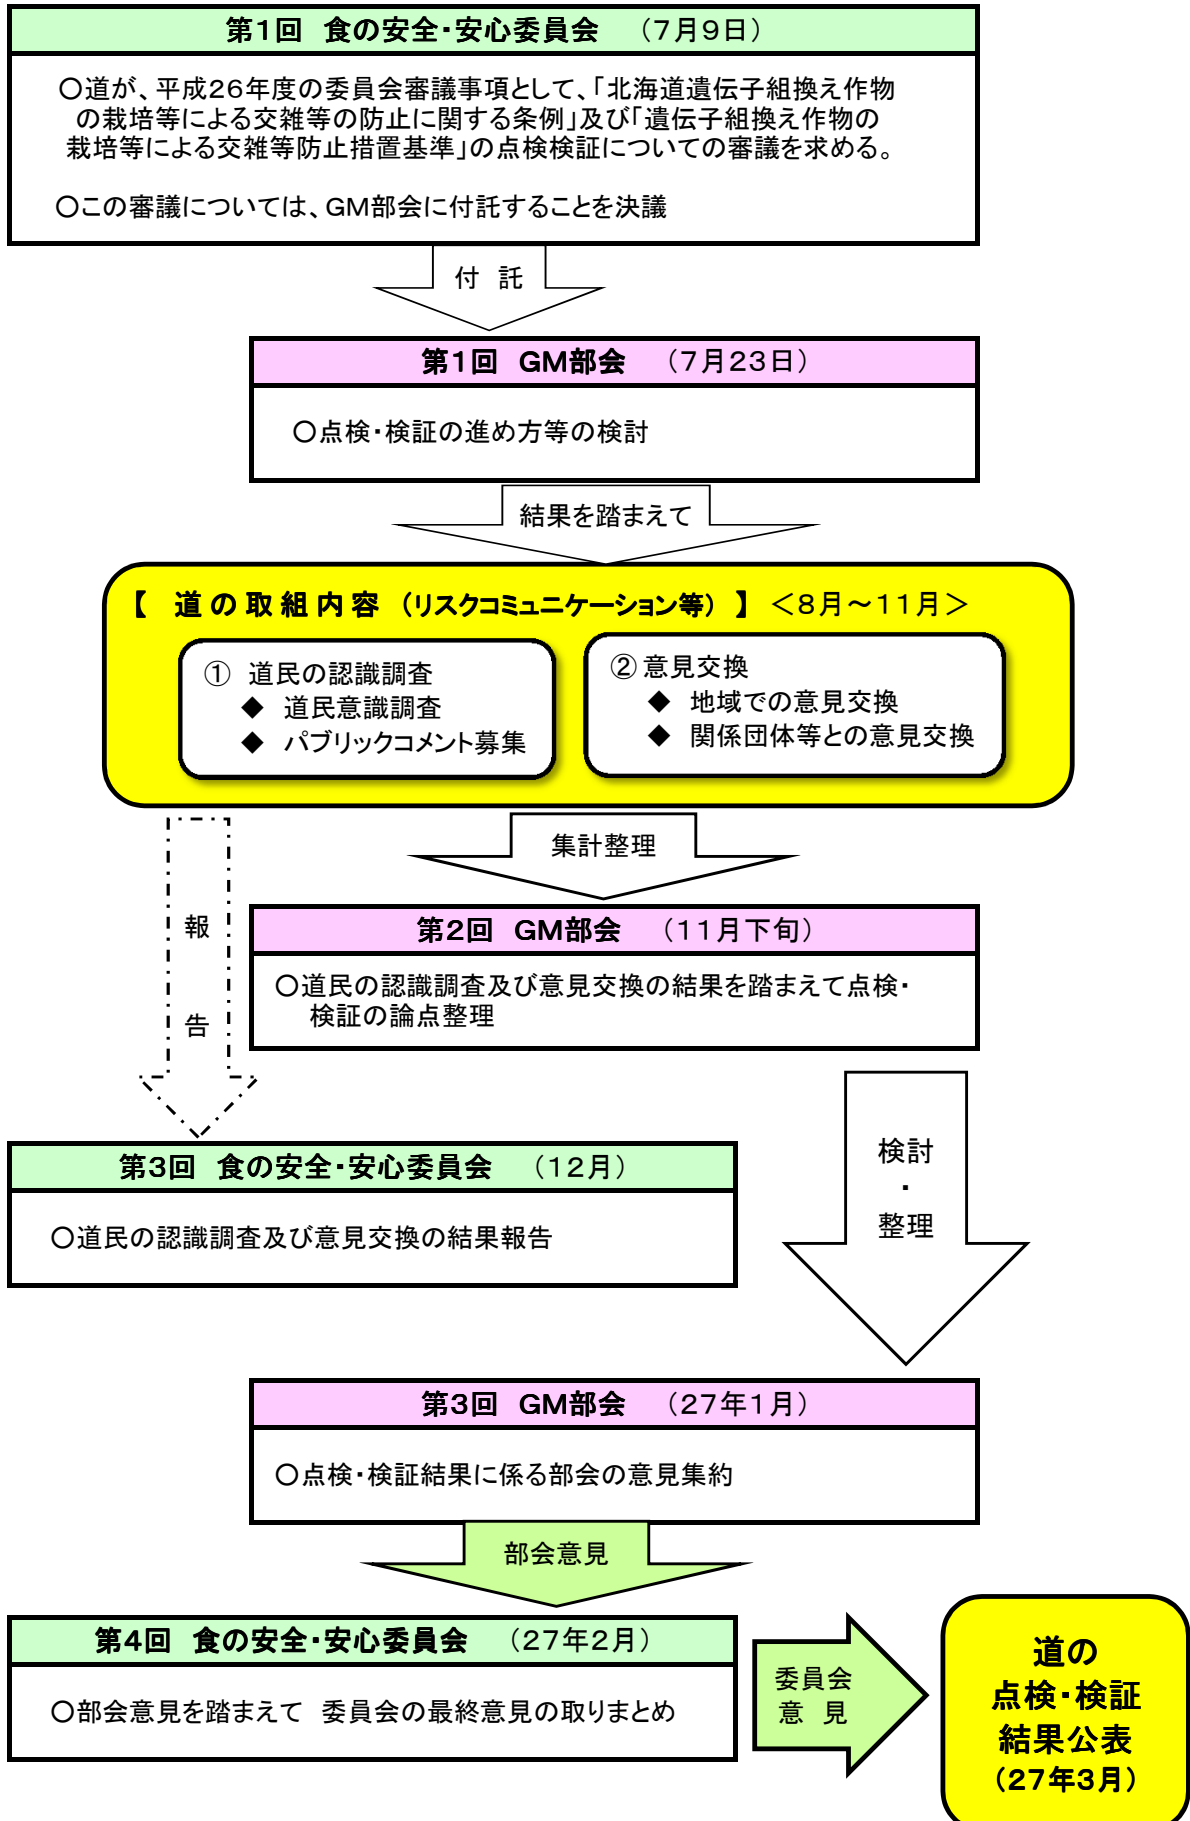 第1回　食の安全・安心委員会　（7月9日）
○道が、平成26年度の委員会審議事項として、「北海道遺伝子組換え作物
の栽培等による交雑等の防止に関する条例」及び「遺伝子組換え作物の
栽培等による交雑等防止措置基準」の点検検証についての審議を求める。
○この審議については、GM部会に付託することを決議
付　託
第1回　GM部会　（7月23日）
○点検・検証の進め方等の検討
結果を踏まえて
【　道の取組内容（リスクコミュニケーション等）】＜8月～11月＞
①　道民の認識調査
◆　道民意識調査
◆　パブリックコメント募集
②意見交換
◆　地域での意見交換
◆　関係団体等との意見交換
集計整理
報
告
第2回　GM部会　（11月下旬）
○道民の認識調査及び意見交換の結果を踏まえて点検・
検証の論点整理
検討
・
整理
第3回　食の安全・安心委員会　（12月）
○道民の認識調査及び意見交換の結果報告
第3回　GM部会　（27年1月）
○点検・検証結果に係る部会の意見集約
部会意見
第4回　食の安全・安心委員会　（27年2月）
○部会意見を踏まえて　委員会の最終意見の取りまとめ
委員会
意　見
道の
点検・検証
結果公表
（27年3月）